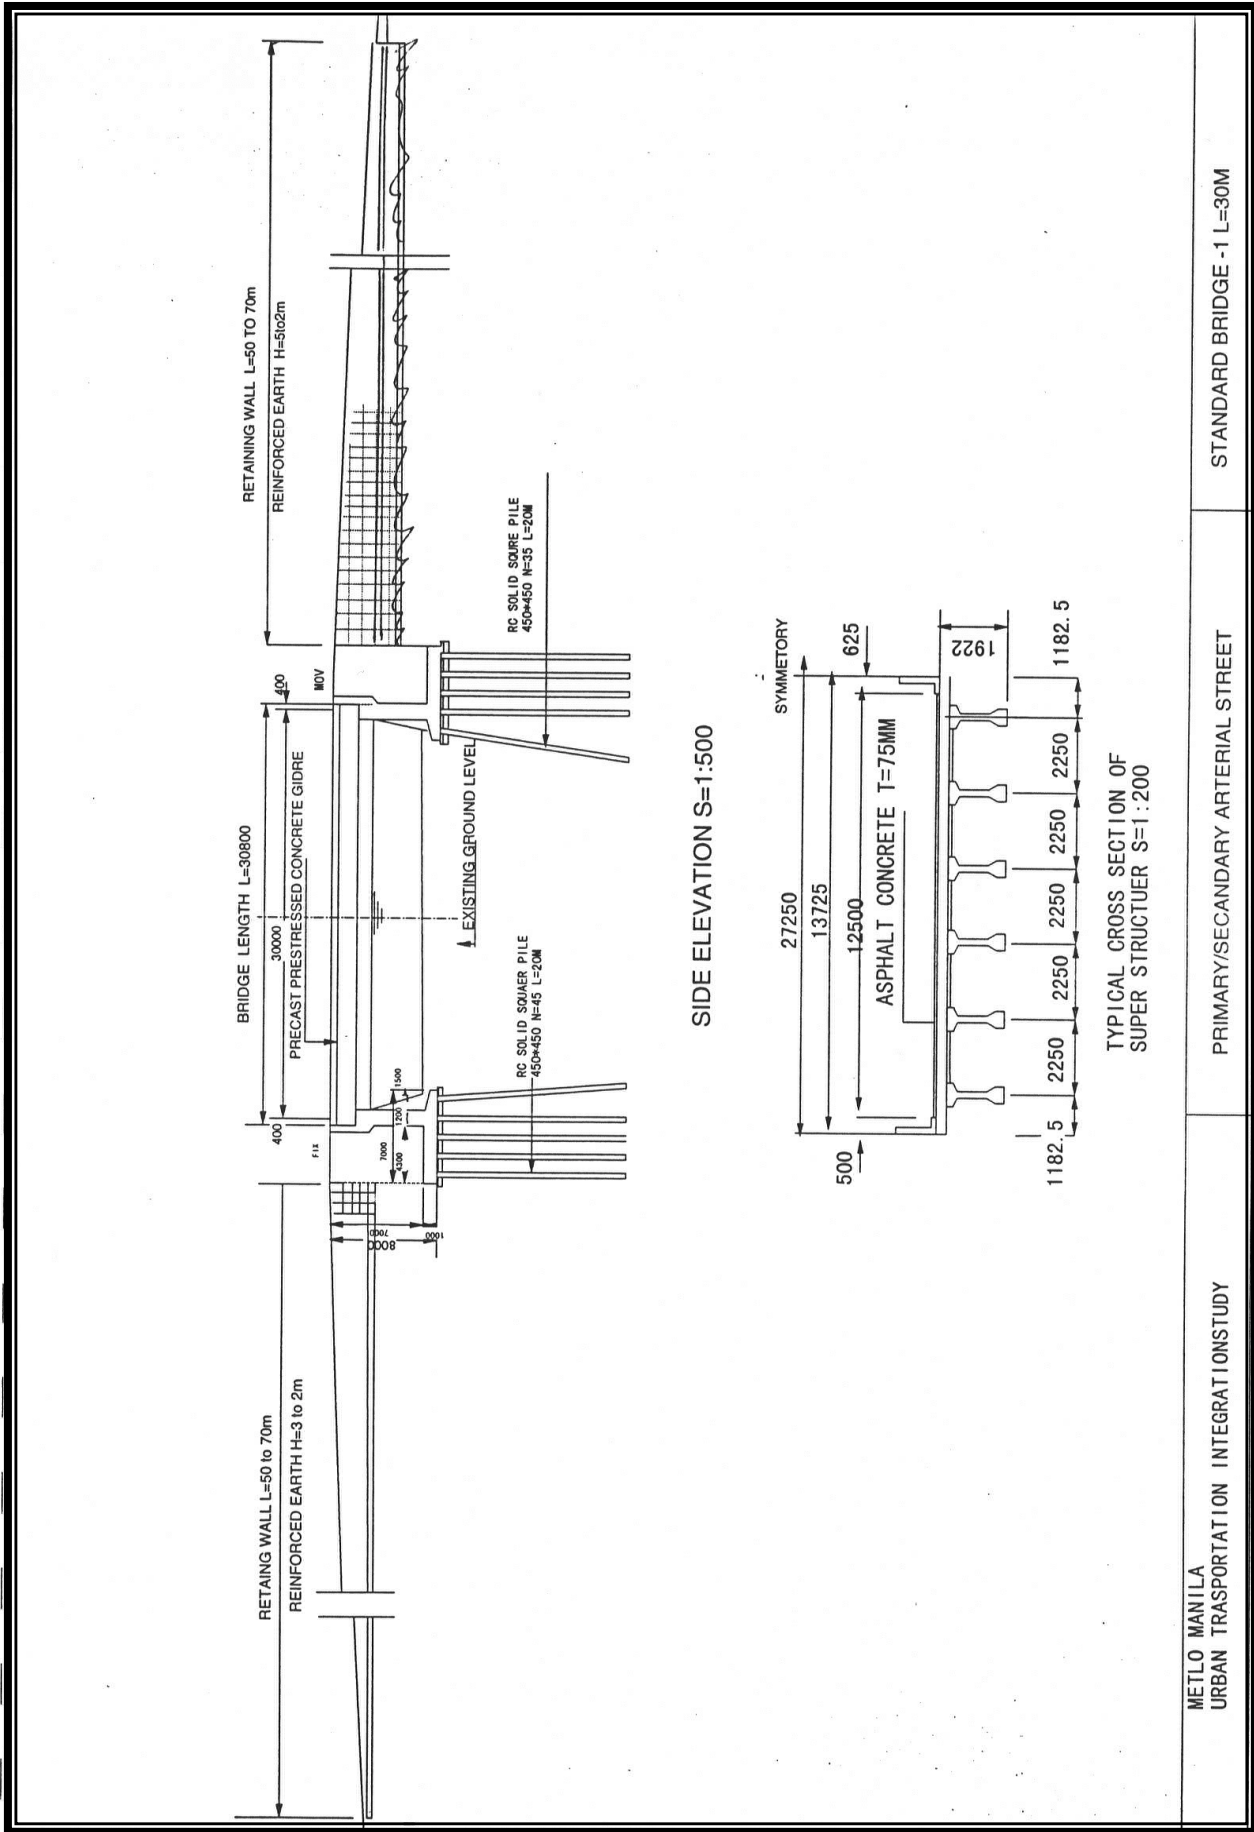 RETAING WALL L=50 to 70m
REINFORCED EARTH H=3 to 2m
BRIDGE LENGTH L=30800
400
30000
400
PRECAST PRESTRESSED CONCRETE GIDRE
FIX
MOV
RETAINING WALL L=50 TO 70m
REINFORCED EARTH H=5to2m
8000
7000
1000
7000
4300
1200
1500
EXISTING GROUND LEVEL
RC SOLID SQUAER PILE
450*450 N=45 L=20M
RC SOLID SQURE PILE
450*450 N=35 L=20M
SIDE ELEVATION S=1:500
SYMMETORY
27250
13725
500
12500
625
ASPHALT CONCRETE T=75MM
1922
1182.5
2250
2250
2250
2250
2250
1182.5
TYPICAL CROSS SECTION OF
SUPER STRUCTUER S=1:200
METLO MANILA
URBAN TRASPORTATION INTEGRATIONSTUDY
PRIMARY/SECANDARY ARTERIAL STREET
STANDARD BRIDGE -1 L=30M